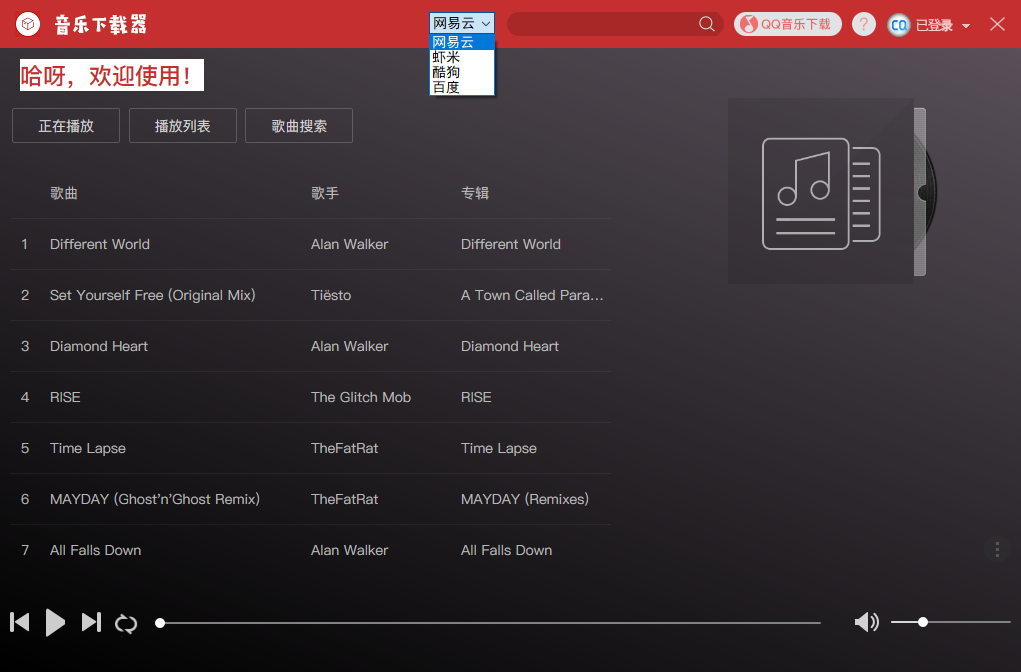 音乐下载器
网易云
QQ音乐下载
?
CQ
已登录
网易云
虾米
酷狗
百度
哈呀，欢迎使用！
正在播放
播放列表
歌曲搜索
歌曲 歌手 专辑
1 Different World Alan Walker Different World
2 Set Yourself Free (Original Mix) Tiësto A Town Called Para...
3 Diamond Heart Alan Walker Diamond Heart
4 RISE The Glitch Mob RISE
5 Time Lapse TheFatRat Time Lapse
6 MAYDAY (Ghost'n'Ghost Remix) TheFatRat MAYDAY (Remixes)
7 All Falls Down Alan Walker All Falls Down